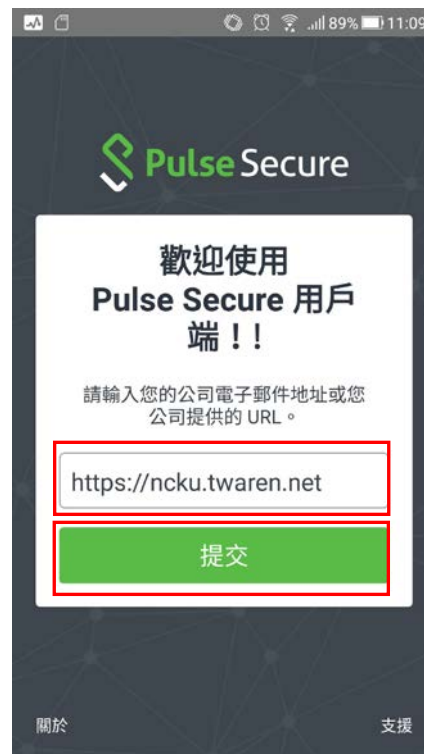 89% 11:09
Pulse Secure
歡迎使用
Pulse Secure 用戶
端！!
請輸入您的公司電子郵件地址或您
公司提供的 URL。
https://ncku.twaren.net
提交
關於
支援